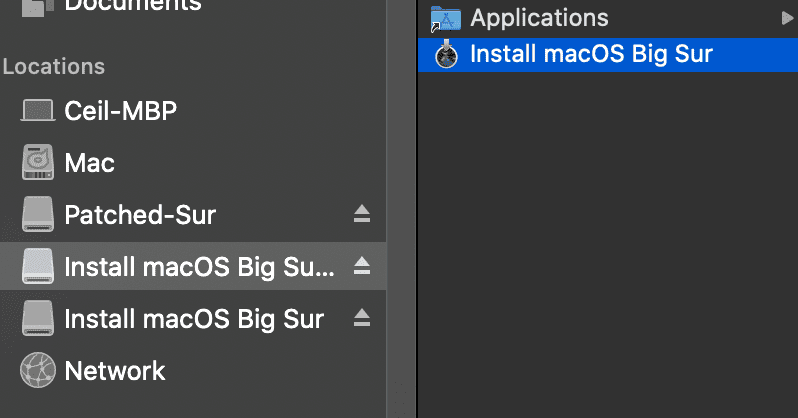 Documents
Locations
Ceil-MBP
Mac
Patched-Sur
Install macOS Big Su...
Install macOS Big Sur
Network
Applications
Install macOS Big Sur